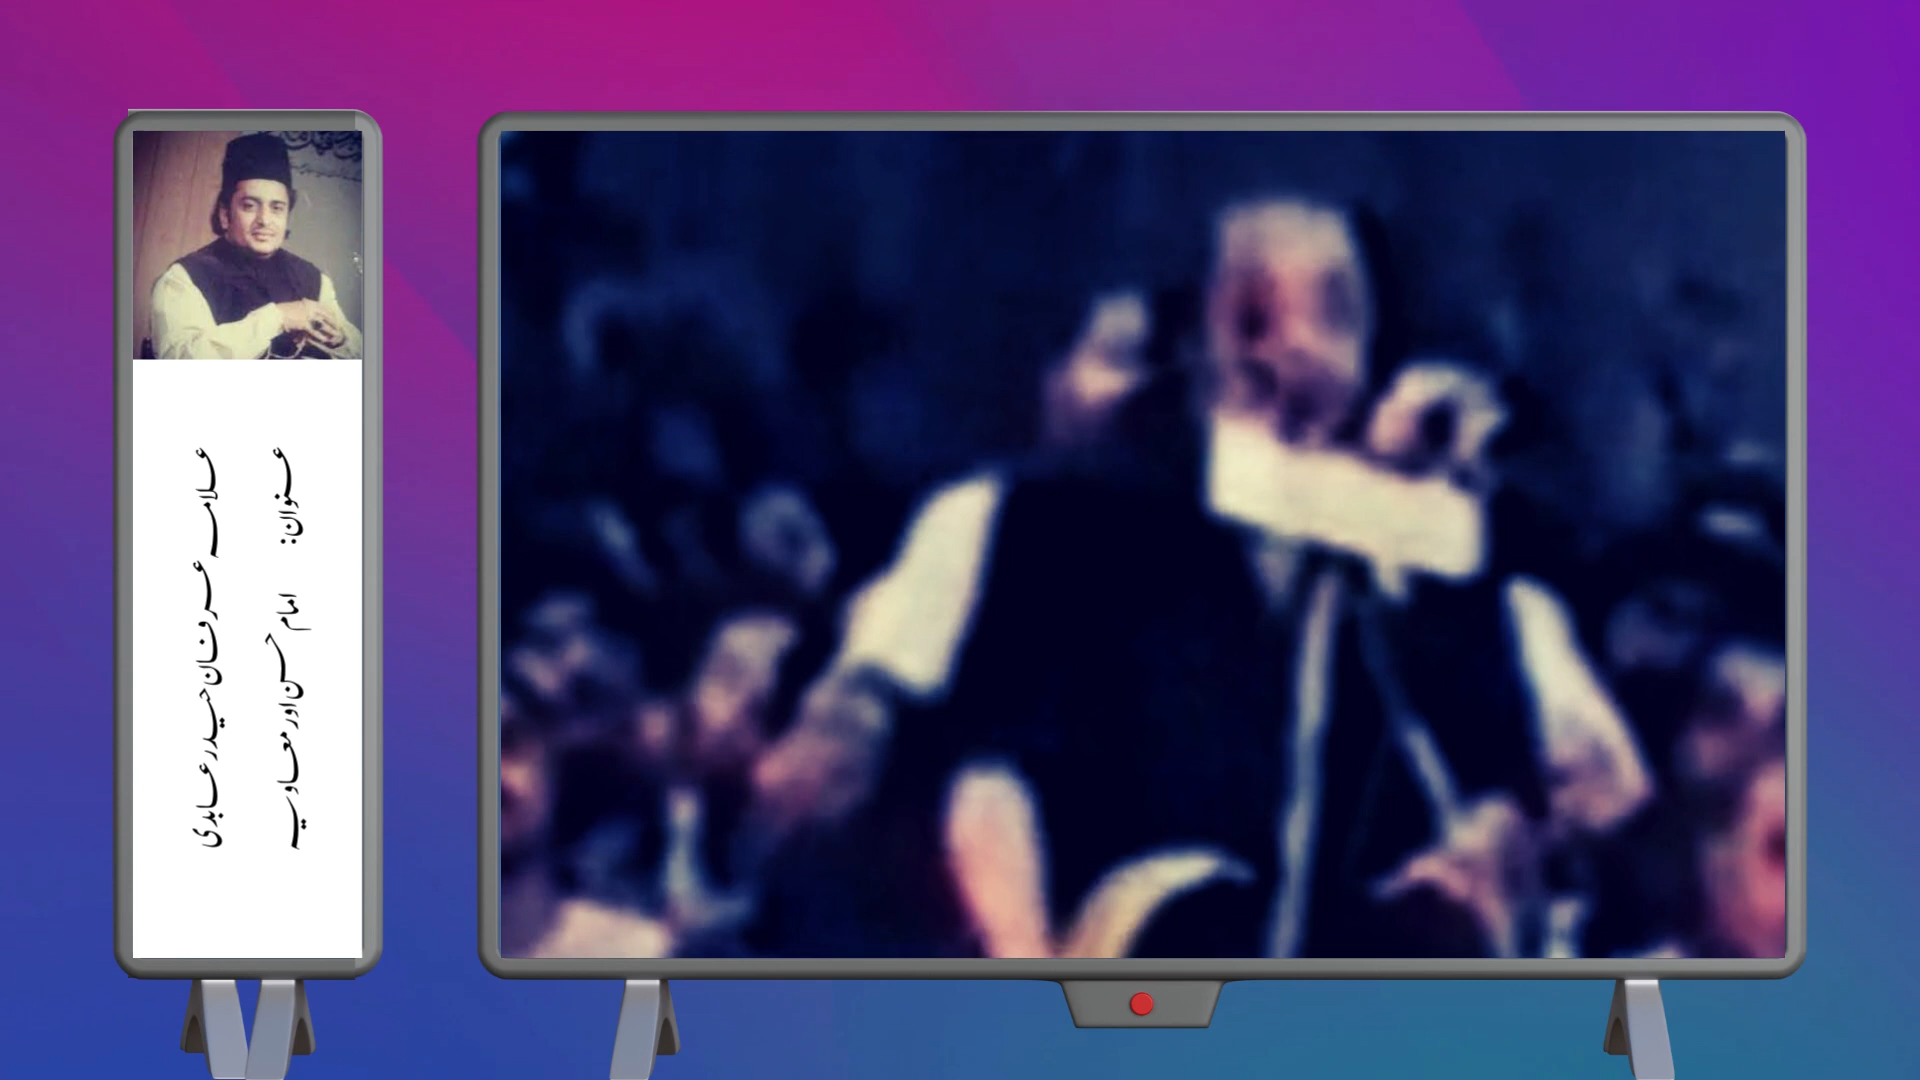 عنوان: امام حسن اور معاویہ
علامہ عرفان حیدر عابدی